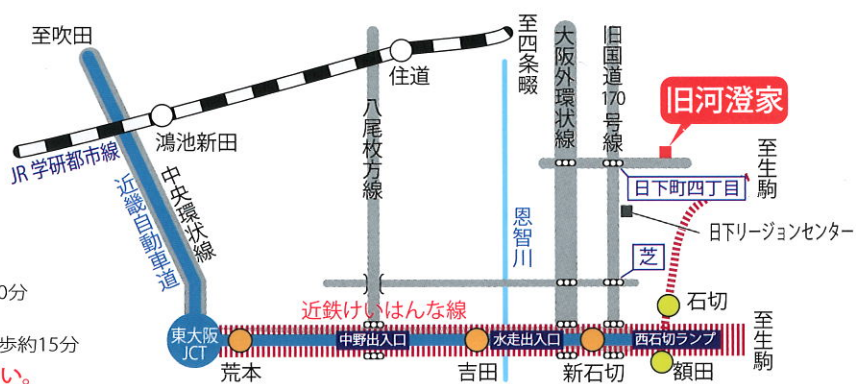 至吹田
住道
至四条畷
大阪外環状線
旧国道170号線
旧河澄家
鴻池新田
JR学研都市線
八尾枚方線
至生駒
中央環状線
近畿自動車道
日下町四丁目
恩智川
日下リージョンセンター
芝
0分
近鉄けいはんな線
石切
歩約15分
東大阪
JCT
中野出入口
水走出入口
西石切ランプ
至生駒
い。
荒本
吉田
新石切
額田